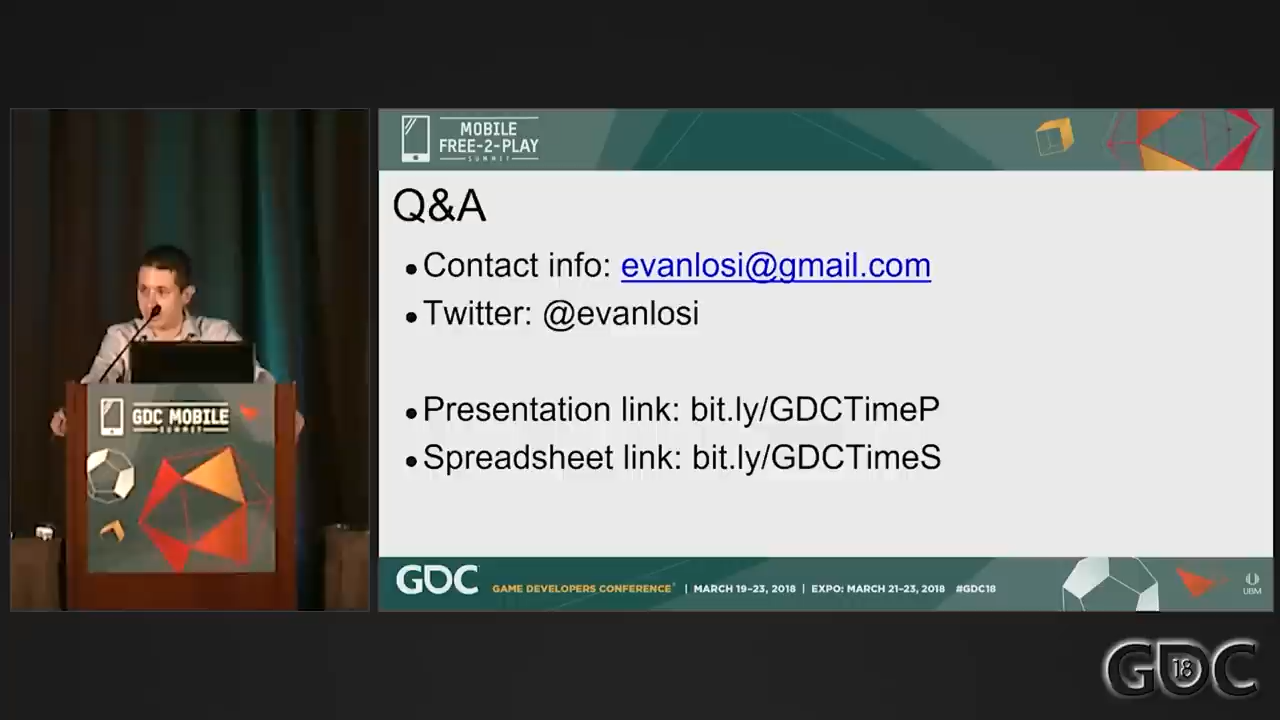 MOBILE
FREE-2-PLAY
SUMMIT
Q&A
Contact info: evanlosi@gmail.com
Twitter: @evanlosi
Presentation link: bit.ly/GDCTimeP
Spreadsheet link: bit.ly/GDCTimeS
GDC MOBILE
SUMMIT
GDC GAME DEVELOPERS CONFERENCE® | MARCH 19–23, 2018 | EXPO: MARCH 21–23, 2018 #GDC18
UBM
GDC 18